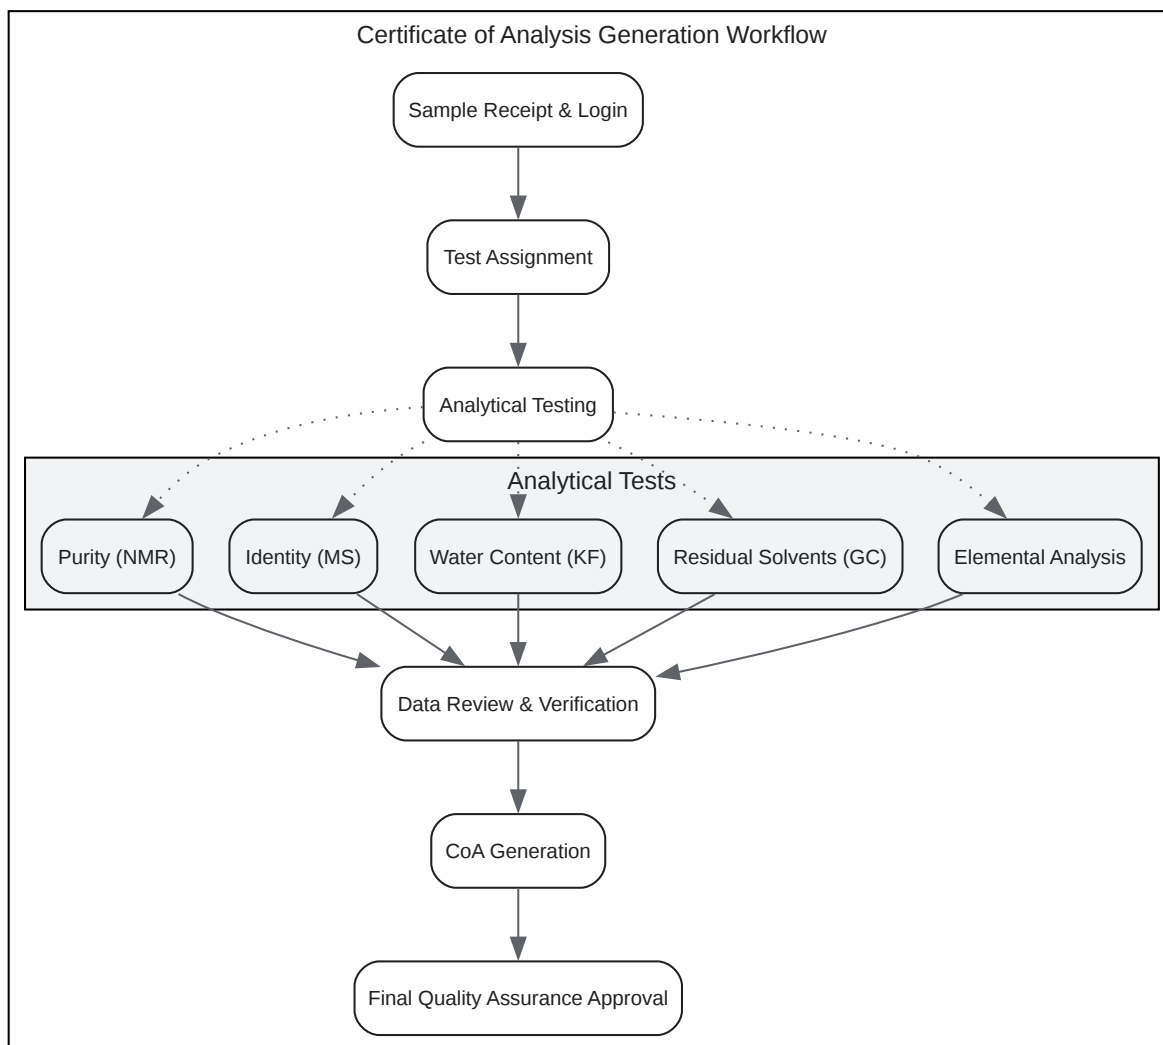 Certificate of Analysis Generation Workflow
Sample Receipt & Login
Test Assignment
Analytical Testing
Analytical Tests
Purity (NMR)
Identity (MS)
Water Content (KF)
Residual Solvents (GC)
Elemental Analysis
Data Review & Verification
CoA Generation
Final Quality Assurance Approval